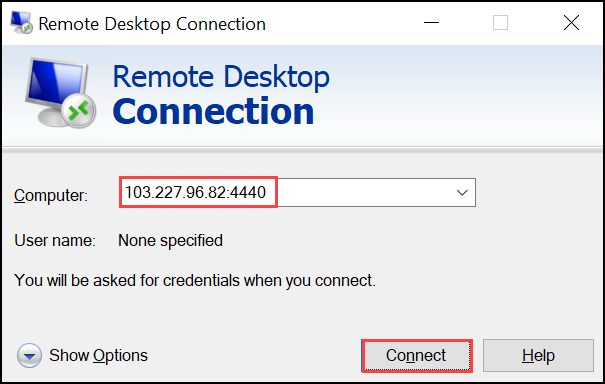 Remote Desktop Connection
Remote Desktop
Connection
Computer: 103.227.96.82:4440
User name: None specified
You will be asked for credentials when you connect.
Show Options Connect Help